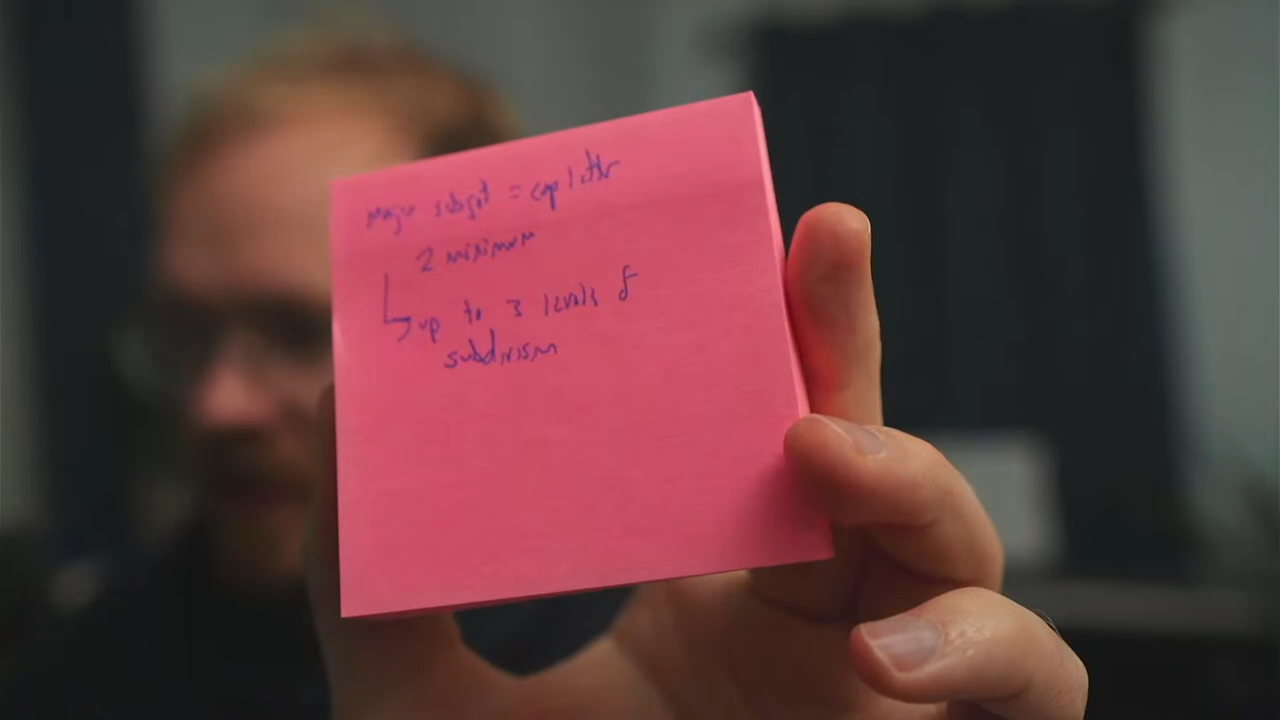 major subject = cap letter
2 minimum
up to 3 levels of
subdivision